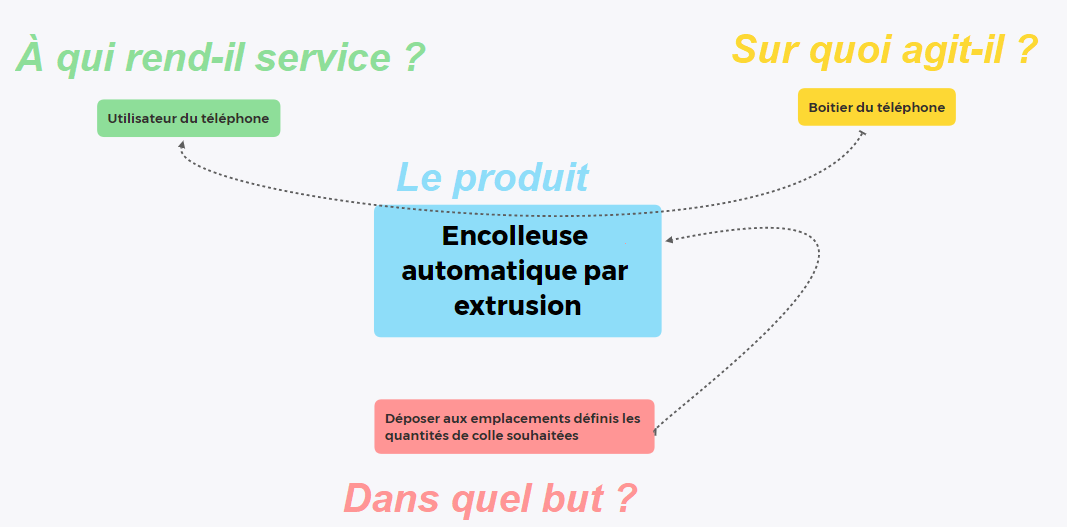 À qui rend-il service ?
Sur quoi agit-il ?
Utilisateur du téléphone
Boitier du téléphone
Le produit
Encolleuse
automatique par
extrusion
Déposer aux emplacements définis les
quantités de colle souhaitées
Dans quel but ?